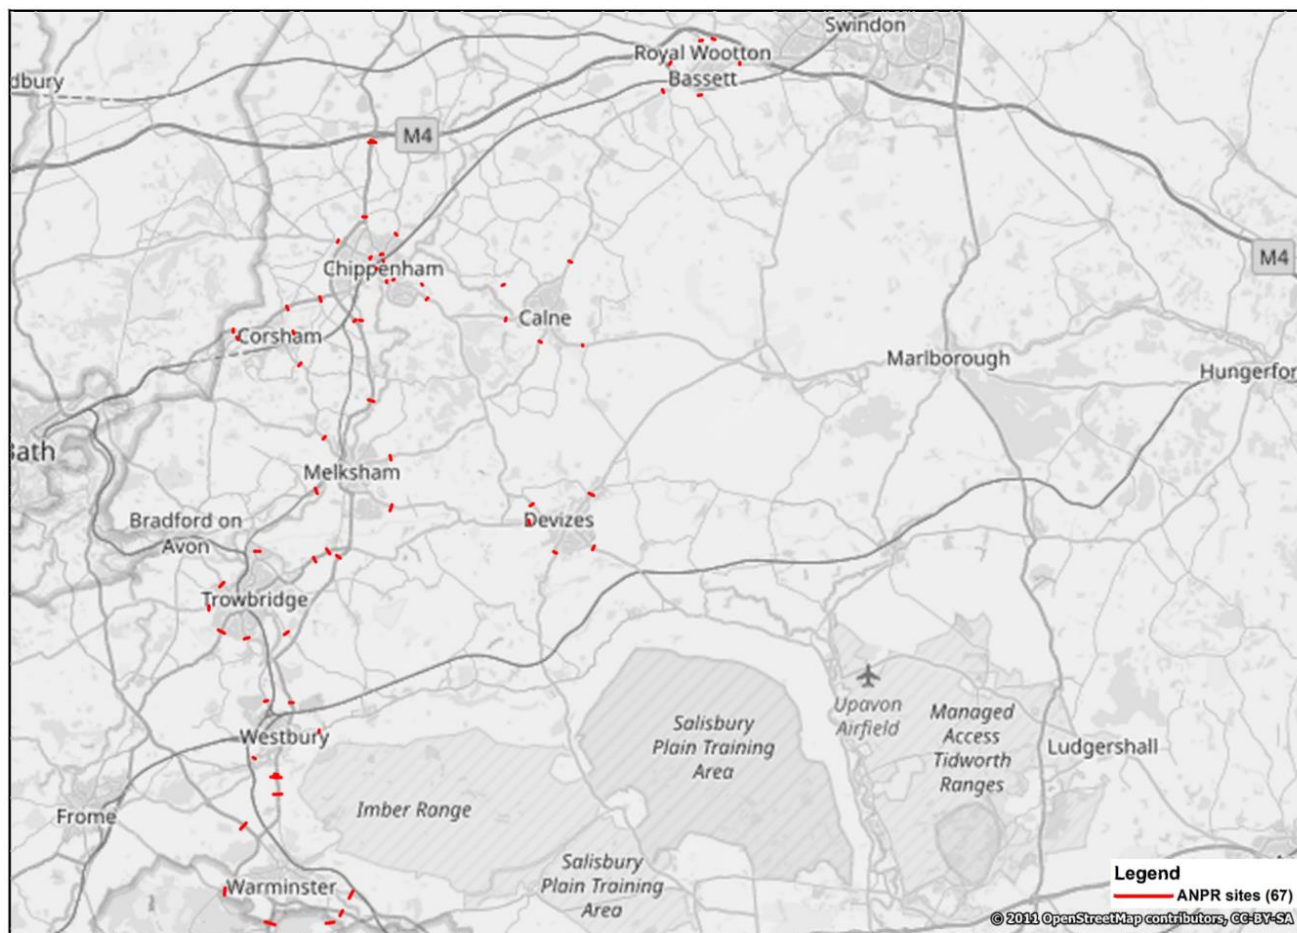 Swindon
Royal Wootton
Bassett
dbury
M4
M4
Chippenham
Calne
Corsham
Marlborough
Hungerfor
Bath
Melksham
Bradford on
Avon
Devizes
Trowbridge
Upavon
Airfield
Managed
Access
Tidworth
Ranges
Salisbury
Plain Training
Area
Westbury
Ludgershall
Imber Range
Frome
Salisbury
Plain Training
Area
Warminster
Legend
ANPR sites (67)
© 2011 OpenStreetMap contributors, CC-BY-SA